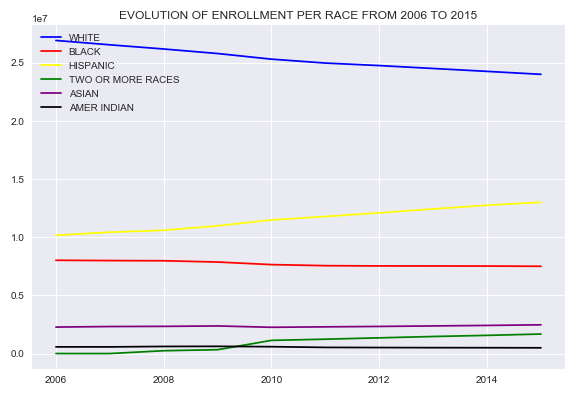 EVOLUTION OF ENROLLMENT PER RACE FROM 2006 TO 2015
1e7
WHITE
BLACK
HISPANIC
TWO OR MORE RACES
ASIAN
AMER INDIAN
2.5
2.0
1.5
1.0
0.5
0.0
2006 2008 2010 2012 2014